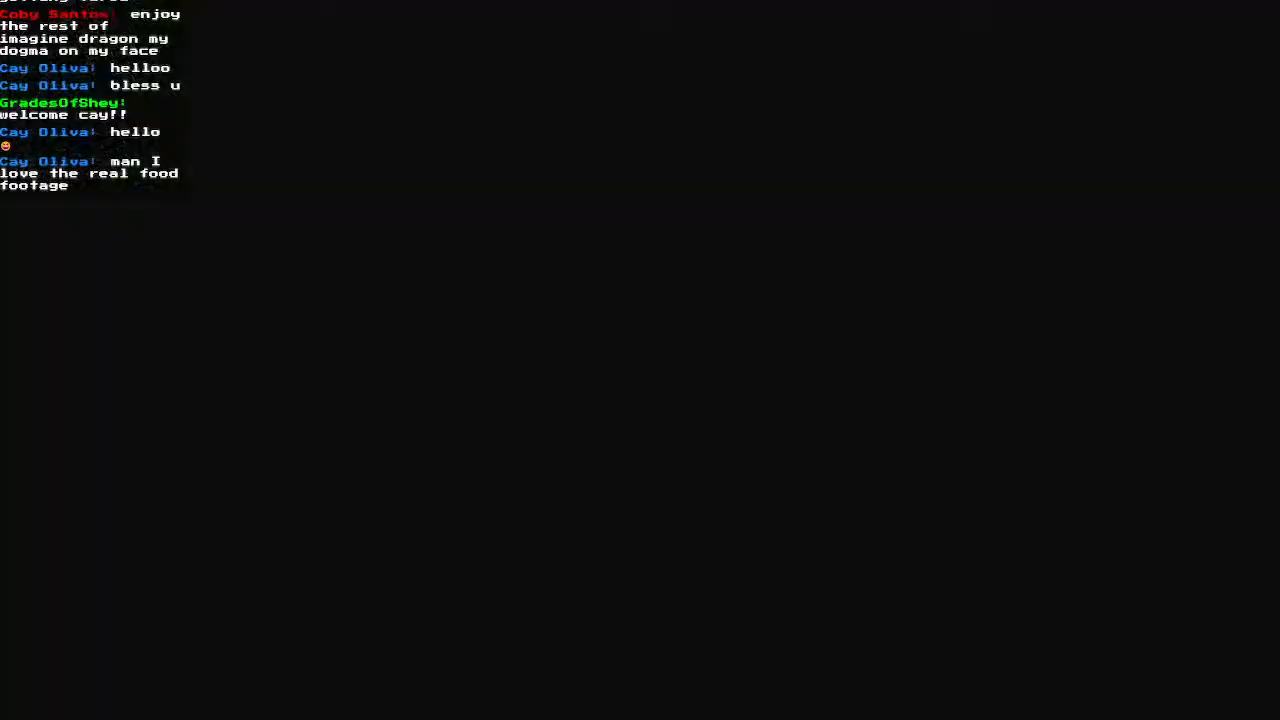 Coby Santos: enjoy
the rest of
imagine dragon my
dogma on my face
Cay Oliva: helloo
Cay Oliva: bless u
GradesOfShey:
welcome cay!!
Cay Oliva: hello
Cay Oliva: man I
love the real food
footage